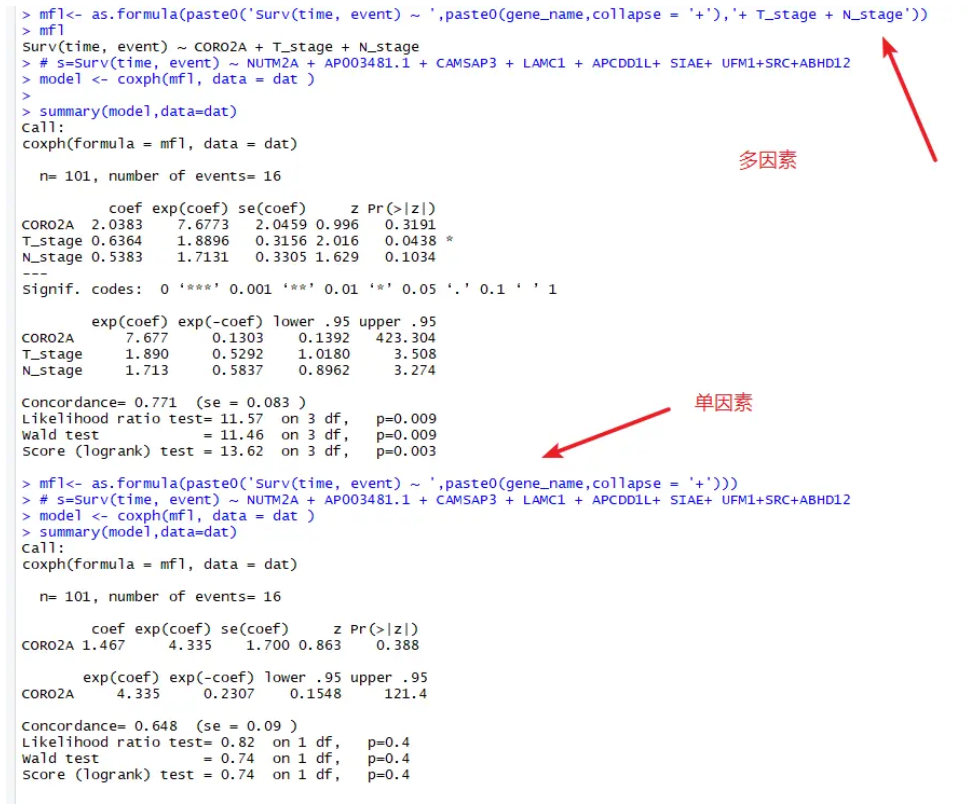 > mfl<- as.formula(paste0('Surv(time, event) ~ ',paste0(gene_name,collapse = '+'),'+ T_stage + N_stage'))
> mfl
Surv(time, event) ~ CORO2A + T_stage + N_stage
> # s=Surv(time, event) ~ NUTM2A + AP003481.1 + CAMSAP3 + LAMC1 + APCDD1L+ SIAE+ UFM1+SRC+ABHD12
> model <- coxph(mfl, data = dat )
>
> summary(model,data=dat)
Call:
coxph(formula = mfl, data = dat)
多因素
n= 101, number of events= 16
coef exp(coef) se(coef) z Pr(>|z|)
CORO2A 2.0383 7.6773 2.0459 0.996 0.3191
T_stage 0.6364 1.8896 0.3156 2.016 0.0438 *
N_stage 0.5383 1.7131 0.3305 1.629 0.1034
---
Signif. codes: 0 ‘***’ 0.001 ‘**’ 0.01 ‘*’ 0.05 ‘.’ 0.1 ‘ ’ 1
exp(coef) exp(-coef) lower .95 upper .95
CORO2A 7.677 0.1303 0.1392 423.304
T_stage 1.890 0.5292 1.0180 3.508
N_stage 1.713 0.5837 0.8962 3.274
单因素
Concordance= 0.771 (se = 0.083 )
Likelihood ratio test= 11.57 on 3 df, p=0.009
Wald test = 11.46 on 3 df, p=0.009
Score (logrank) test = 13.62 on 3 df, p=0.003
> mfl<- as.formula(paste0('Surv(time, event) ~ ',paste0(gene_name,collapse = '+')))
> # s=Surv(time, event) ~ NUTM2A + AP003481.1 + CAMSAP3 + LAMC1 + APCDD1L+ SIAE+ UFM1+SRC+ABHD12
> model <- coxph(mfl, data = dat )
> summary(model,data=dat)
Call:
coxph(formula = mfl, data = dat)
n= 101, number of events= 16
coef exp(coef) se(coef) z Pr(>|z|)
CORO2A 1.467 4.335 1.700 0.863 0.388
exp(coef) exp(-coef) lower .95 upper .95
CORO2A 4.335 0.2307 0.1548 121.4
Concordance= 0.648 (se = 0.09 )
Likelihood ratio test= 0.82 on 1 df, p=0.4
Wald test = 0.74 on 1 df, p=0.4
Score (logrank) test = 0.74 on 1 df, p=0.4